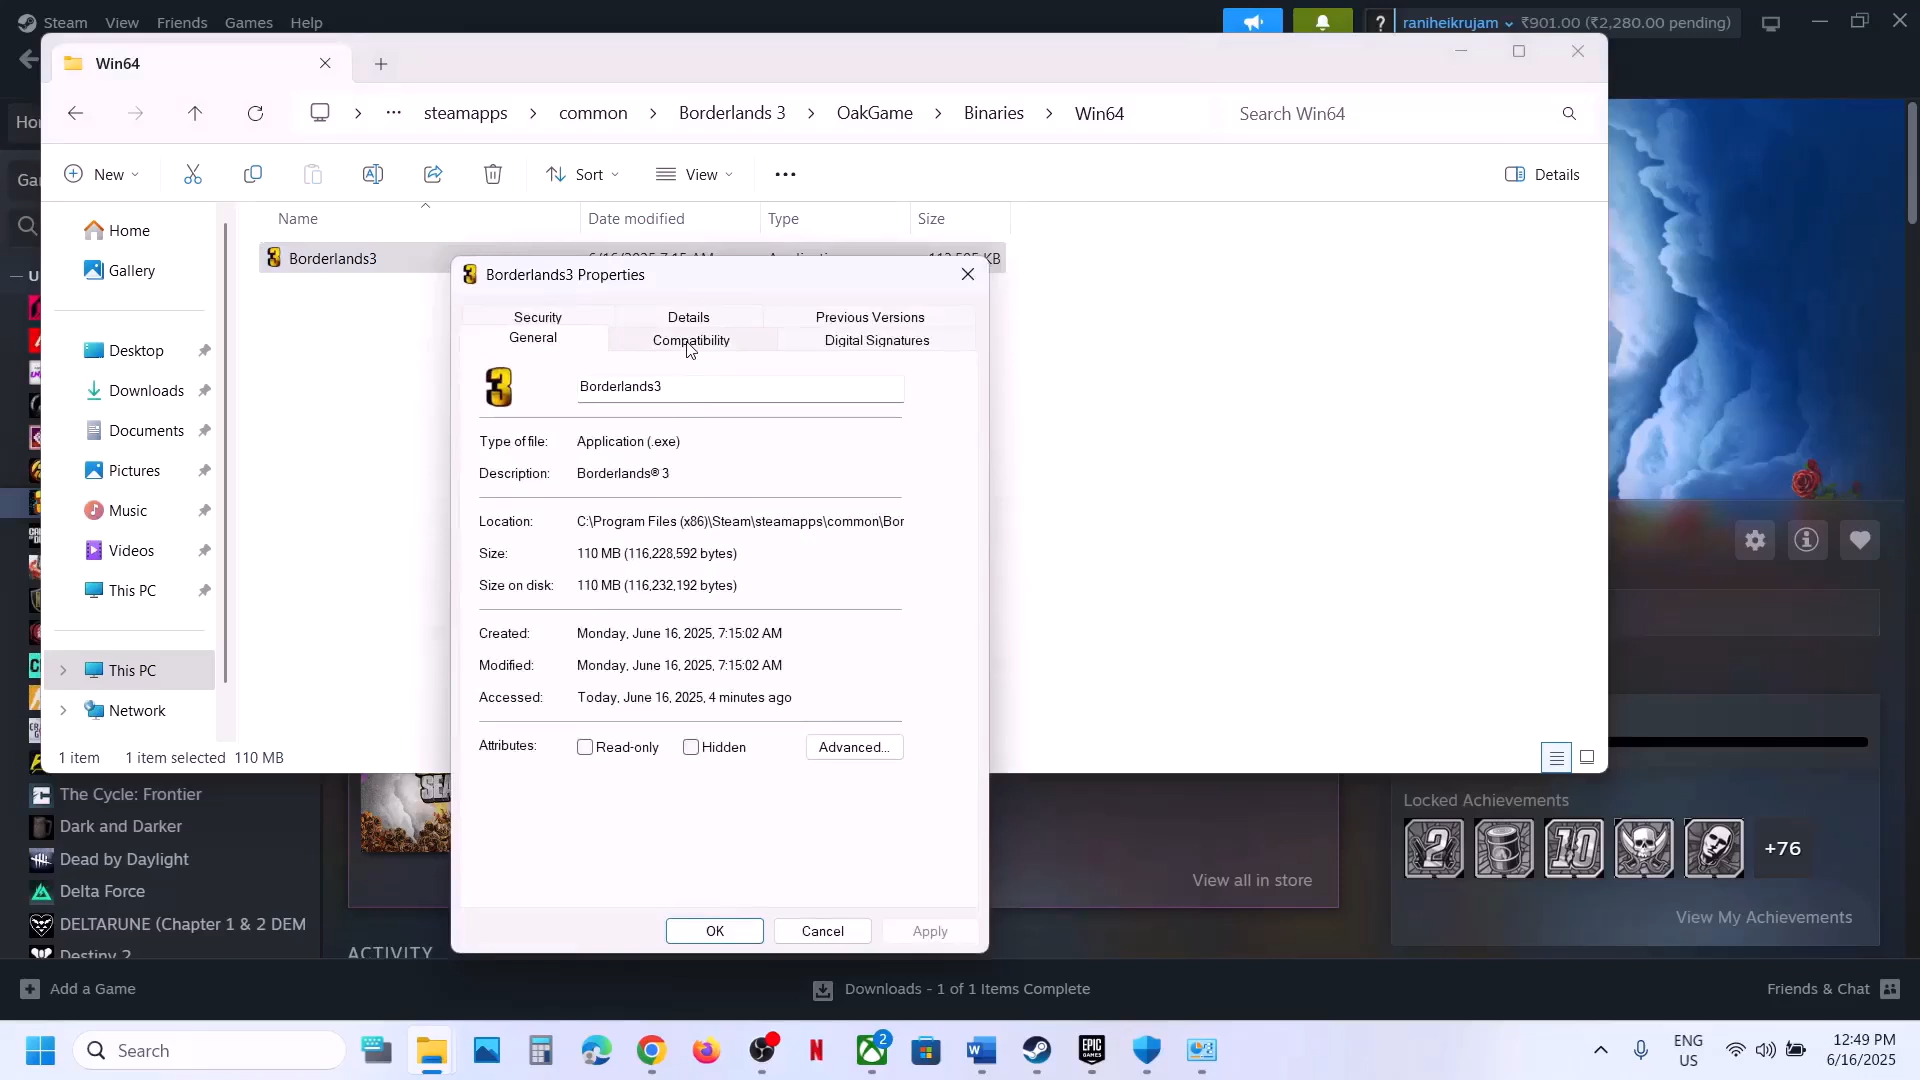 Steam View Friends Games Help
raniheikrujam ₹901.00 (₹2,280.00 pending)
Win64
steamapps > common > Borderlands 3 > OakGame > Binaries > Win64
Search Win64
New
Sort
View
Details
Name
Date modified
Type
Size
Home
Gallery
Desktop
Downloads
Documents
Pictures
Music
Videos
This PC
This PC
Network
Borderlands3
1 item 1 item selected 110 MB
Borderlands3 Properties
Security
Details
Previous Versions
General
Compatibility
Digital Signatures
Borderlands3
Type of file: Application (.exe)
Description: Borderlands® 3
Location: C:\Program Files (x86)\Steam\steamapps\common\Bor
Size: 110 MB (116,228,592 bytes)
Size on disk: 110 MB (116,232,192 bytes)
Created: Monday, June 16, 2025, 7:15:02 AM
Modified: Monday, June 16, 2025, 7:15:02 AM
Accessed: Today, June 16, 2025, 4 minutes ago
Attributes: Read-only Hidden Advanced...
OK Cancel Apply
The Cycle: Frontier
Dark and Darker
Dead by Daylight
Delta Force
DELTARUNE (Chapter 1 & 2 DEM
Destiny 2
View all in store
ACTIVITY
Locked Achievements
+76
View My Achievements
Add a Game
Downloads - 1 of 1 Items Complete
Friends & Chat
Search
2
ENG
US
12:49 PM
6/16/2025